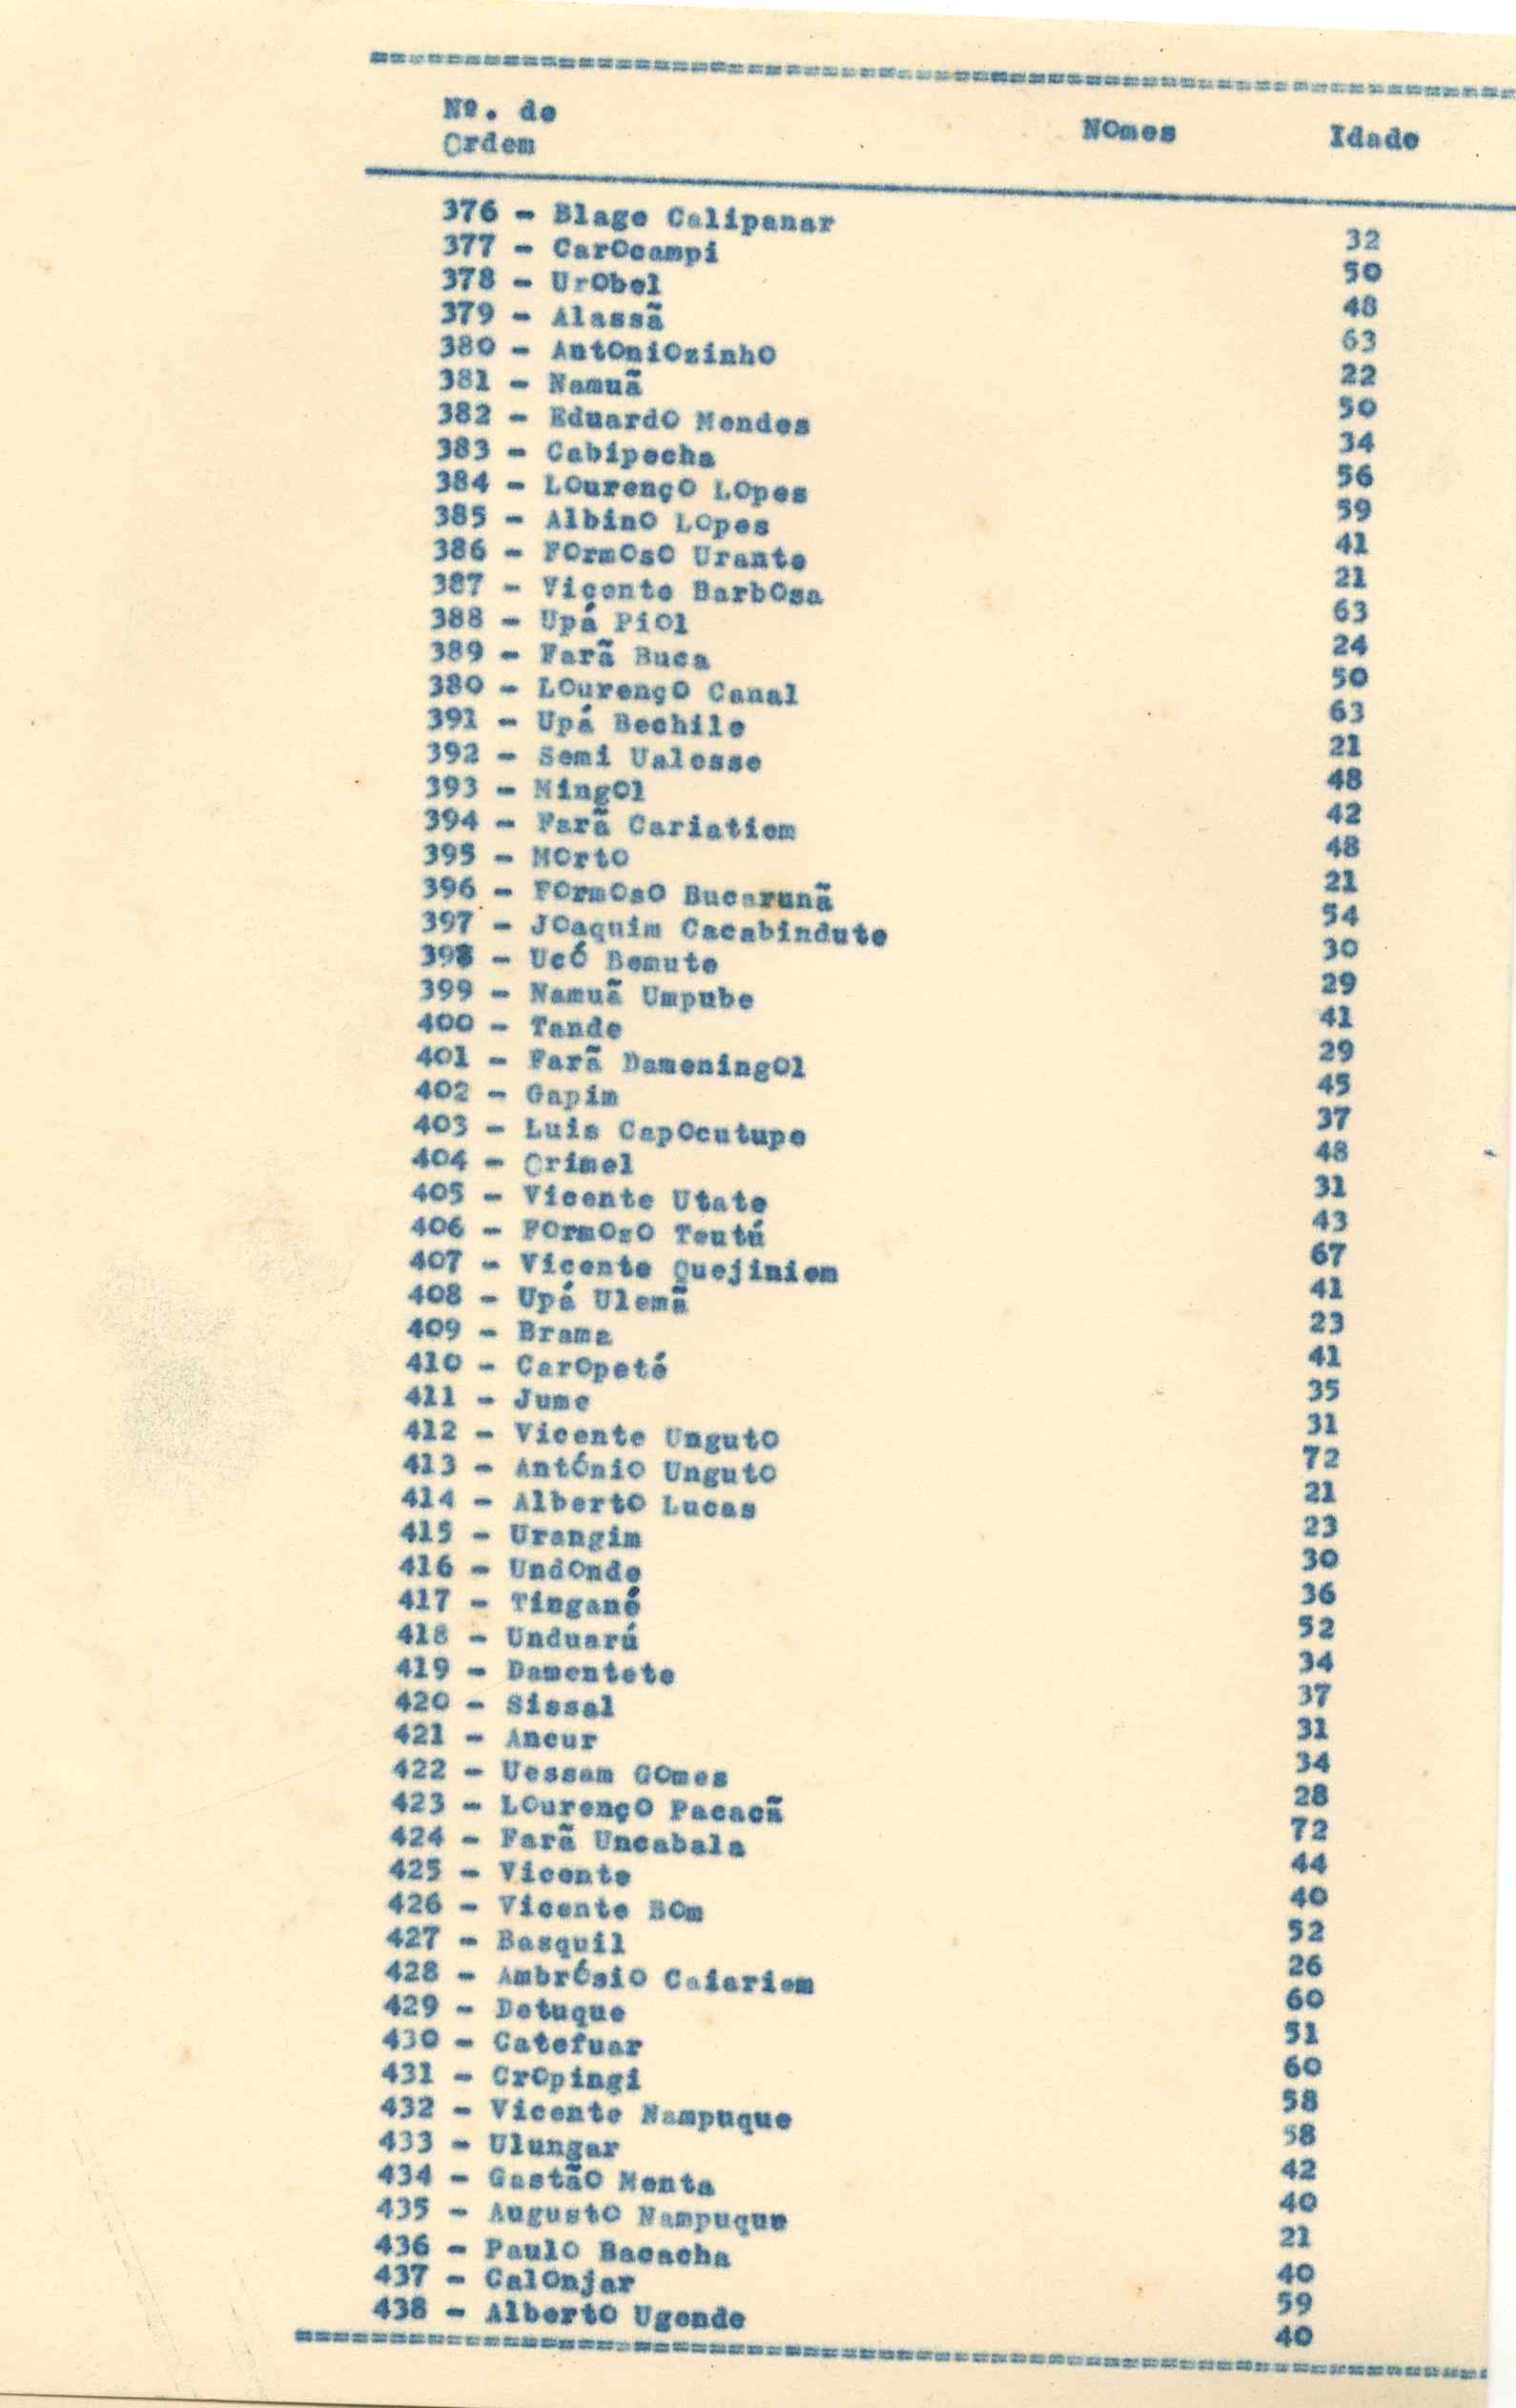 Nº. de Nomes Idade
Ordem
376 - Blage Calipanar 32
377 - Carocampi 50
378 - Urobel 48
379 - Alassã 63
380 - Antoniozinho 22
381 - Namuã 50
382 - Eduardo Mendes 34
383 - Cabipecha 56
384 - Lourenço Lopes 59
385 - Albino Lopes 41
386 - Formoso Urante 21
387 - Viçente Barbosa 63
388 - Upá Piol 24
389 - Farã Buca 50
380 - Lourenço Canal 63
391 - Upá Bechile 21
392 - Semi Ualesse 48
393 - Mingol 42
394 - Farã Cariatiem 48
395 - Morto 21
396 - Formoso Bucarunã 54
397 - Joaquim Cacabindute 30
398 - Ucó Bemute 29
399 - Namuã Umpube 41
400 - Tande 29
401 - Farã Dameningol 45
402 - Gapim 37
403 - Luis Capocutupe 48
404 - Orimel 31
405 - Vicente Utate 43
406 - Formoso Teutú 67
407 - Vicente Quejiniem 41
408 - Upá Ulemã 23
409 - Brama 41
410 - Caropeté 35
411 - Jume 31
412 - Vicente Unguto 72
413 - António Unguto 21
414 - Alberto Lucas 23
415 - Urangim 30
416 - Undonde 36
417 - Tingané 52
418 - Unduarú 34
419 - Damentete 37
420 - Sissal 31
421 - Ancur 34
422 - Uessam Gomes 28
423 - Lourenço Pacacã 72
424 - Farã Uncabala 44
425 - Vicente 40
426 - Vicente Bom 52
427 - Basquil 26
428 - Ambrósio Caiariem 60
429 - Detuque 51
430 - Catefuar 60
431 - Cropingi 58
432 - Vicente Nampuque 58
433 - Ulungar 42
434 - Gastão Menta 40
435 - Augusto Nampuque 21
436 - Paulo Bacacha 40
437 - Calonjar 59
438 - Alberto Ugende 40